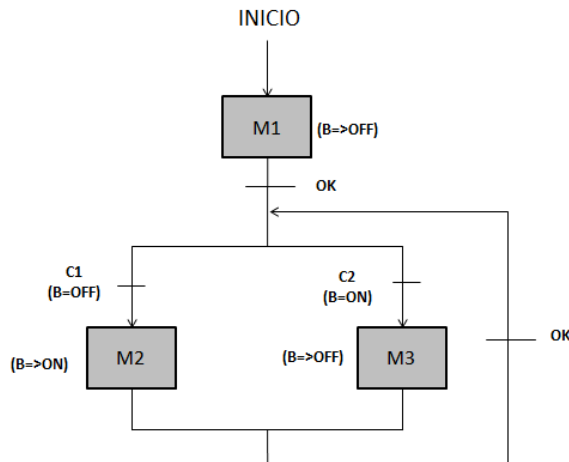 INICIO
M1
(B=>OFF)
OK
C1
(B=OFF)
C2
(B=ON)
(B=>ON)
M2
(B=>OFF)
M3
OK